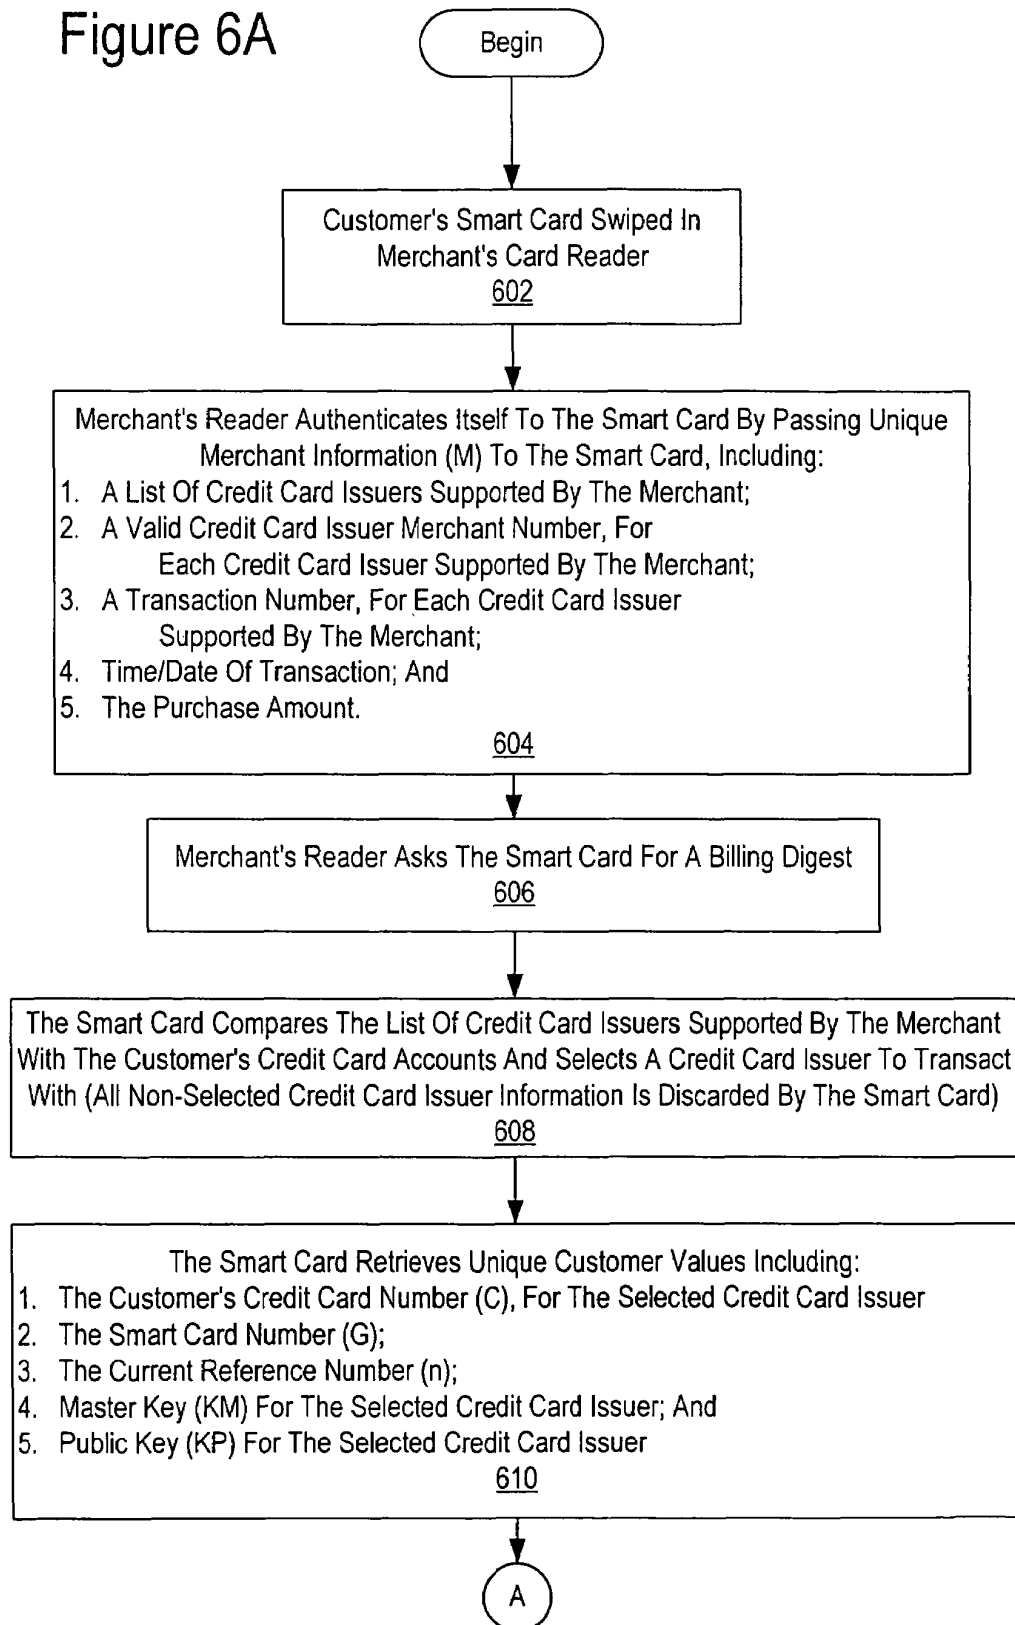 Figure 6A
Begin
Customer's Smart Card Swiped In
Merchant's Card Reader
602
Merchant's Reader Authenticates Itself To The Smart Card By Passing Unique
Merchant Information (M) To The Smart Card, Including:
1. A List Of Credit Card Issuers Supported By The Merchant;
2. A Valid Credit Card Issuer Merchant Number, For
Each Credit Card Issuer Supported By The Merchant;
3. A Transaction Number, For Each Credit Card Issuer
Supported By The Merchant;
4. Time/Date Of Transaction; And
5. The Purchase Amount.
604
Merchant's Reader Asks The Smart Card For A Billing Digest
606
The Smart Card Compares The List Of Credit Card Issuers Supported By The Merchant
With The Customer's Credit Card Accounts And Selects A Credit Card Issuer To Transact
With (All Non-Selected Credit Card Issuer Information Is Discarded By The Smart Card)
608
The Smart Card Retrieves Unique Customer Values Including:
1. The Customer's Credit Card Number (C), For The Selected Credit Card Issuer
2. The Smart Card Number (G);
3. The Current Reference Number (n);
4. Master Key (KM) For The Selected Credit Card Issuer; And
5. Public Key (KP) For The Selected Credit Card Issuer
610
A